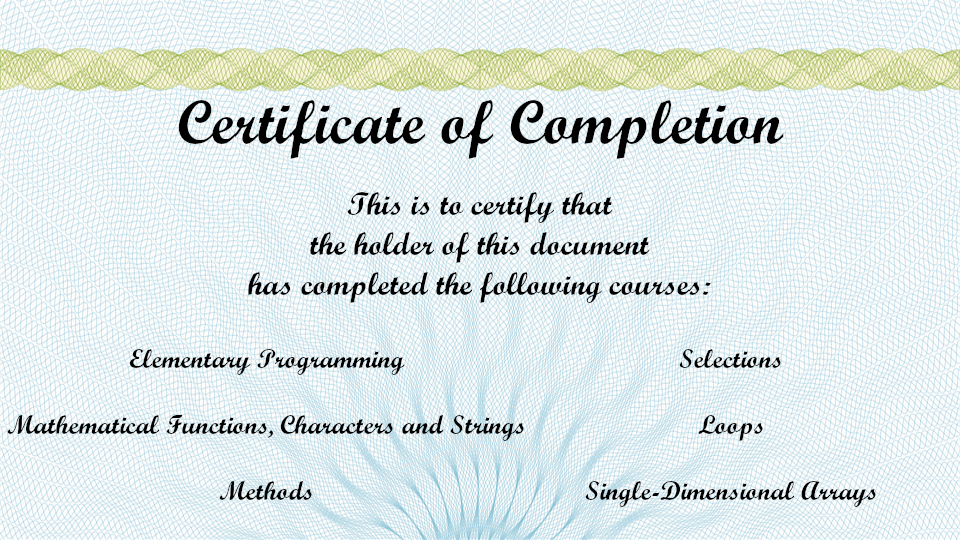 Certificate of Completion
This is to certify that
the holder of this document
has completed the following courses:
Elementary Programming
Selections
Mathematical Functions, Characters and Strings
Loops
Methods
Single-Dimensional Arrays